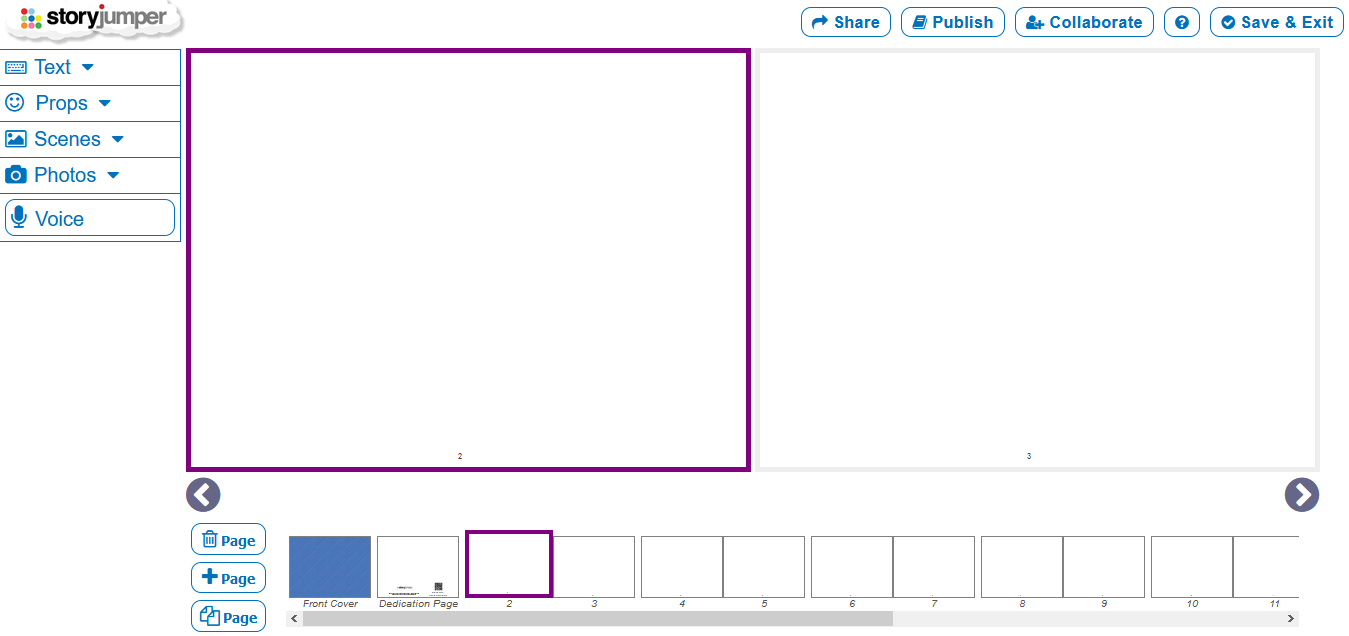 storyjumper
Share Publish Collaborate Save & Exit
Text
Props
Scenes
Photos
Voice
2 3
Page
Page
Page
Front Cover Dedication Page 2 3 4 5 6 7 8 9 10 11